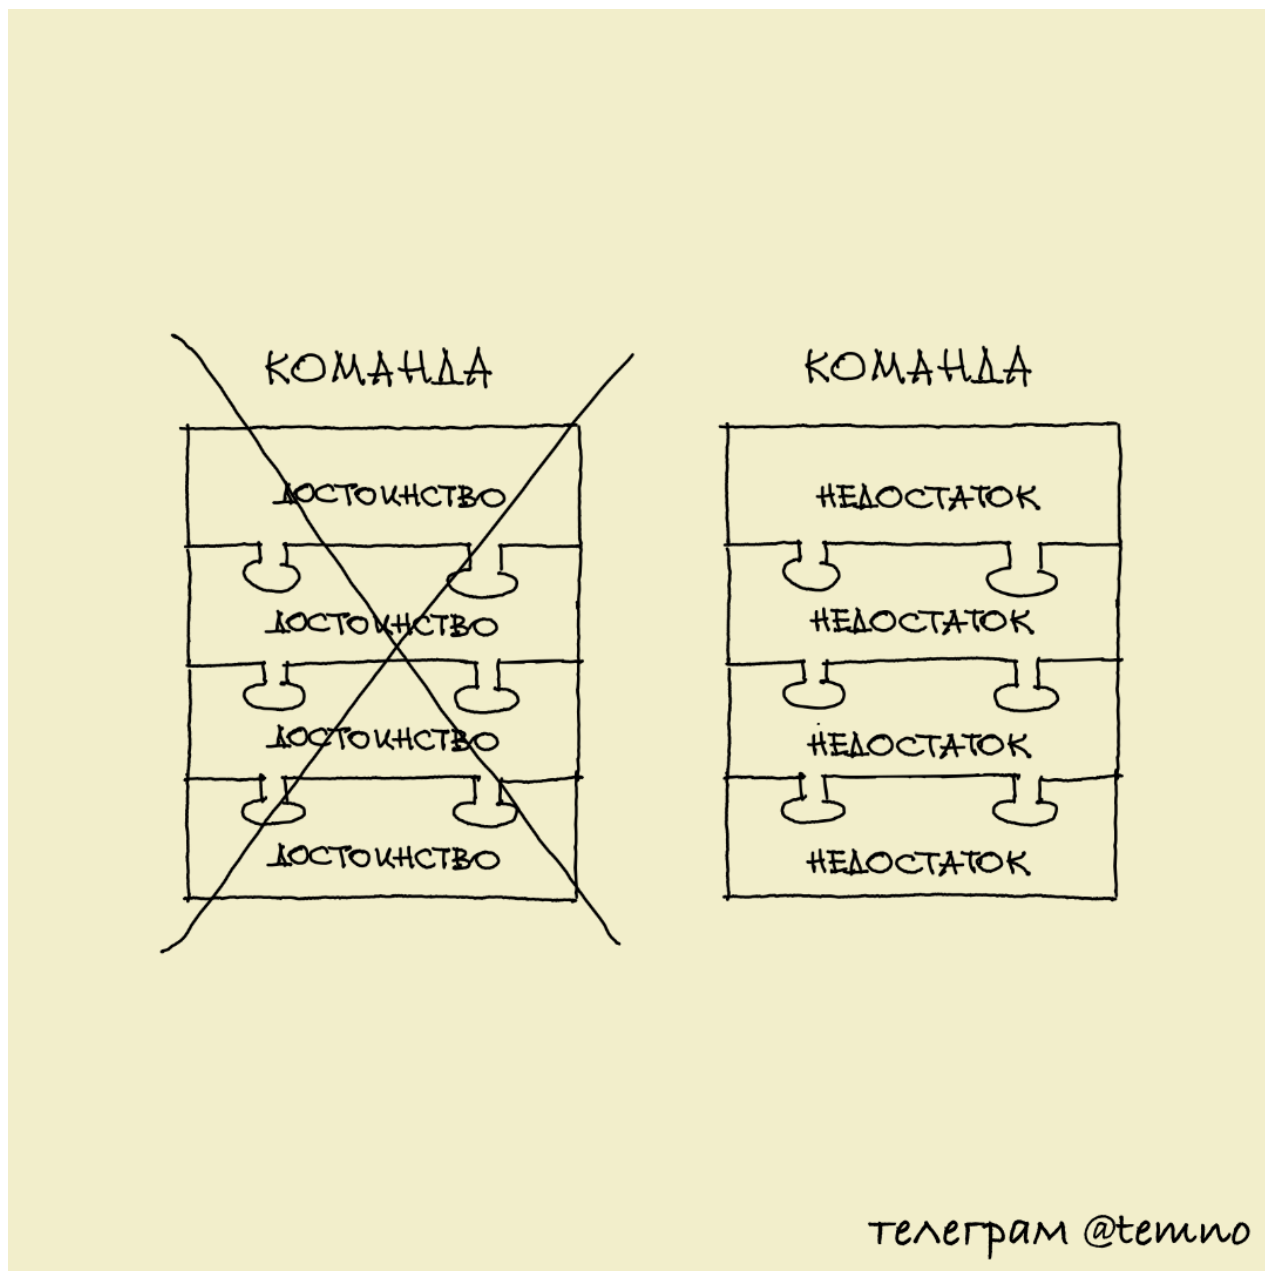 КОМАНДА
ДОСТОИНСТВО
ДОСТОИНСТВО
ДОСТОИНСТВО
ДОСТОИНСТВО
КОМАНДА
НЕДОСТАТОК
НЕДОСТАТОК
НЕДОСТАТОК
НЕДОСТАТОК
телеграм @temno